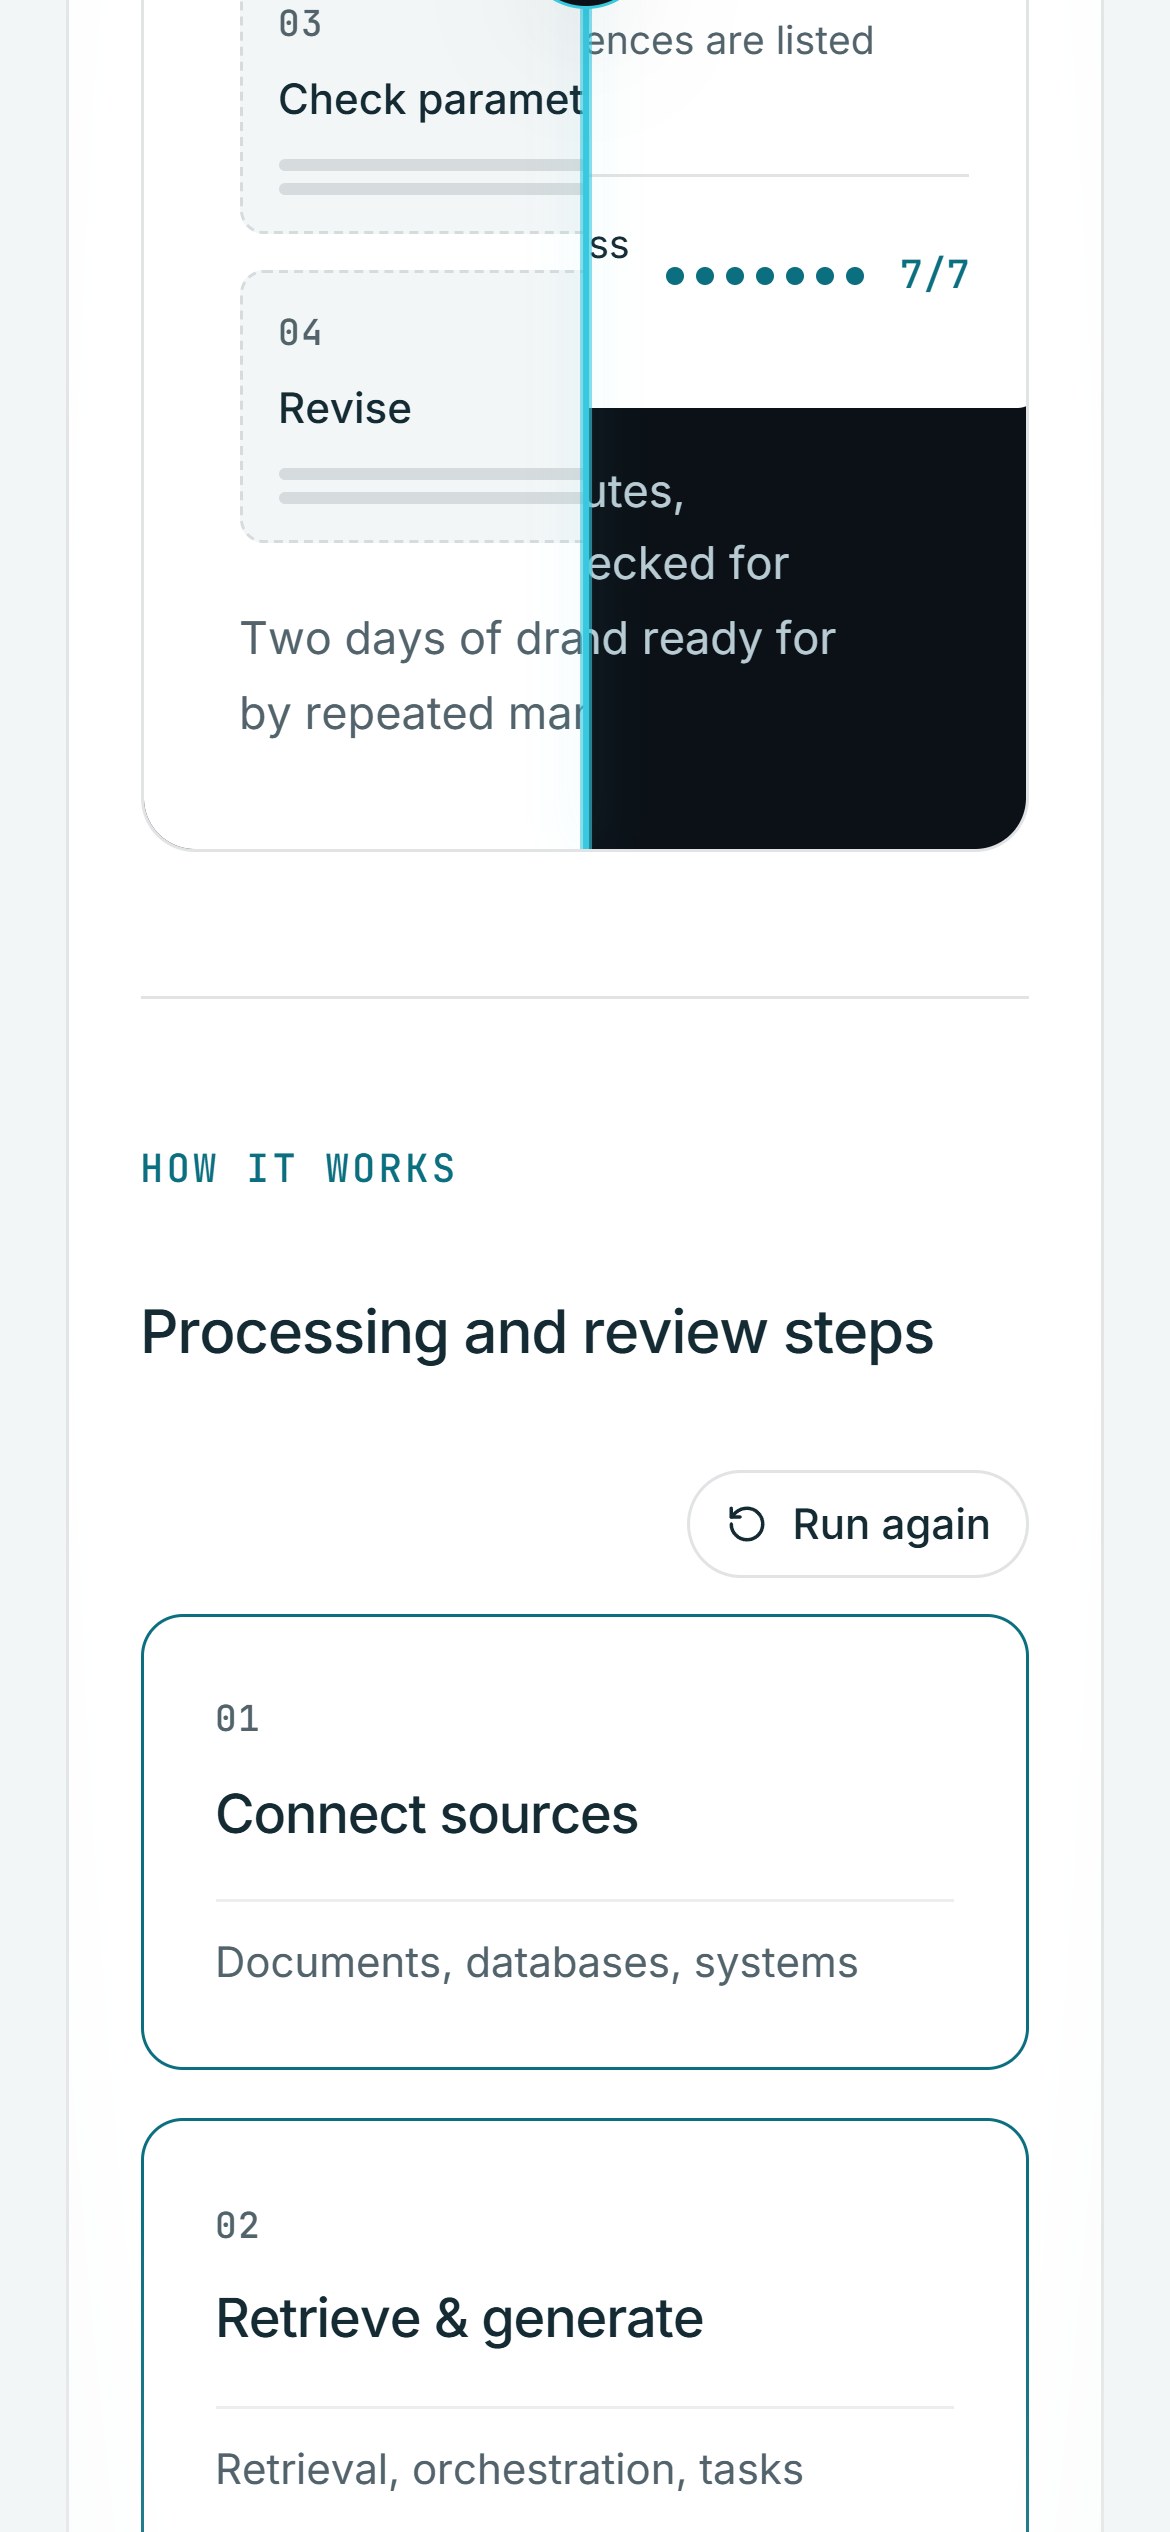 03
ences are listed
Check paramet
ss
7/7
04
Revise
utes,
ecked for
Two days of dra
nd ready for
by repeated mar
HOW IT WORKS
Processing and review steps
Run again
01
Connect sources
Documents, databases, systems
02
Retrieve & generate
Retrieval, orchestration, tasks